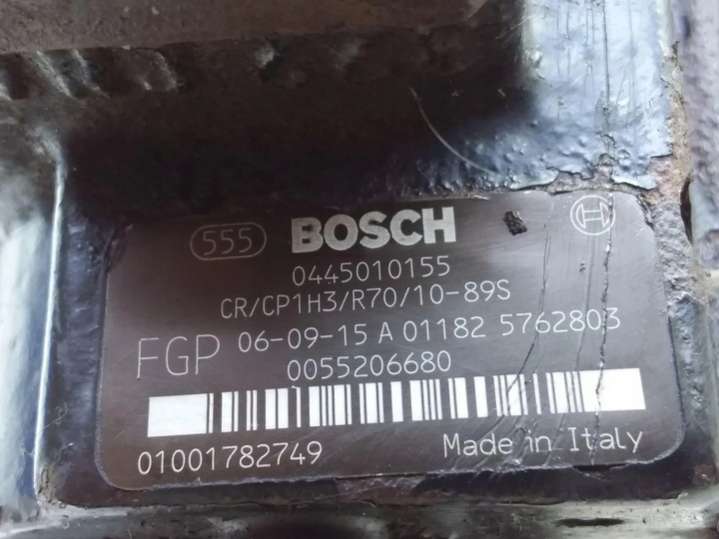 555 BOSCH
0445010155
CR/CP1H3/R70/10-89S
FGP 06-09-15 A 01182 5762803
0055206680
01001782749 Made in Italy